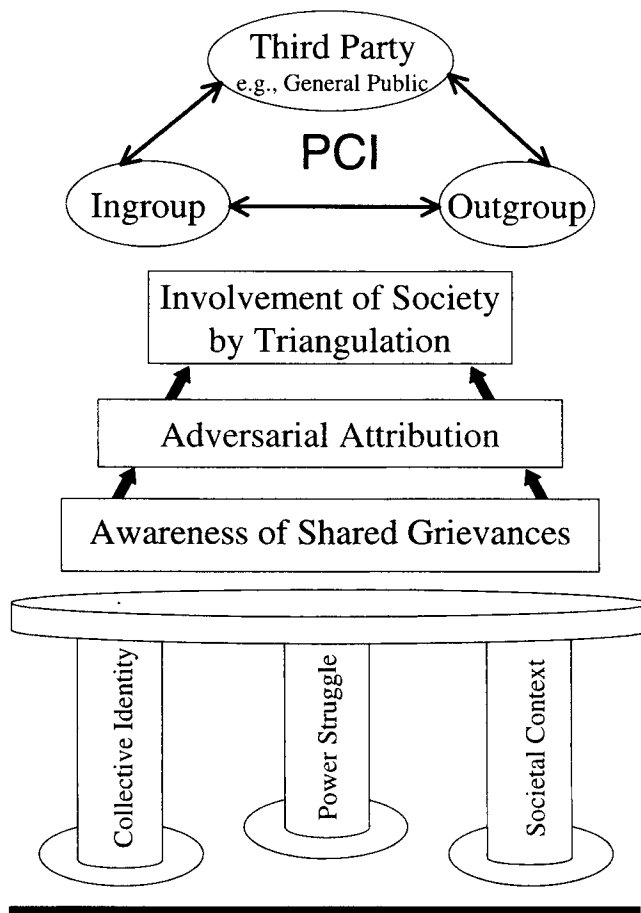 Third Party
e.g., General Public
PCI
Ingroup
Outgroup
Involvement of Society
by Triangulation
Adversarial Attribution
Awareness of Shared Grievances
Collective Identity
Power Struggle
Societal Context